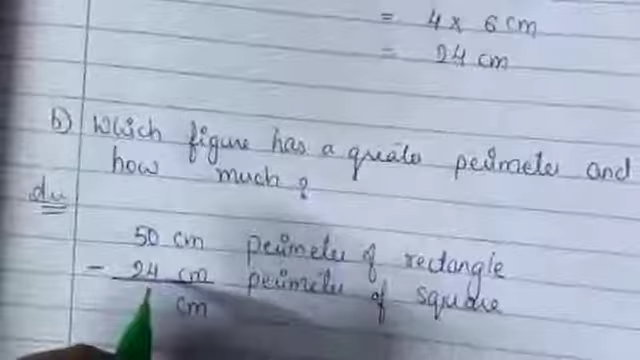 = 4 x 6 cm
= 24 cm
b) Which figure has a greater perimeter and
how much?
50 cm perimeter of rectangle
- 24 cm perimeter of square
cm